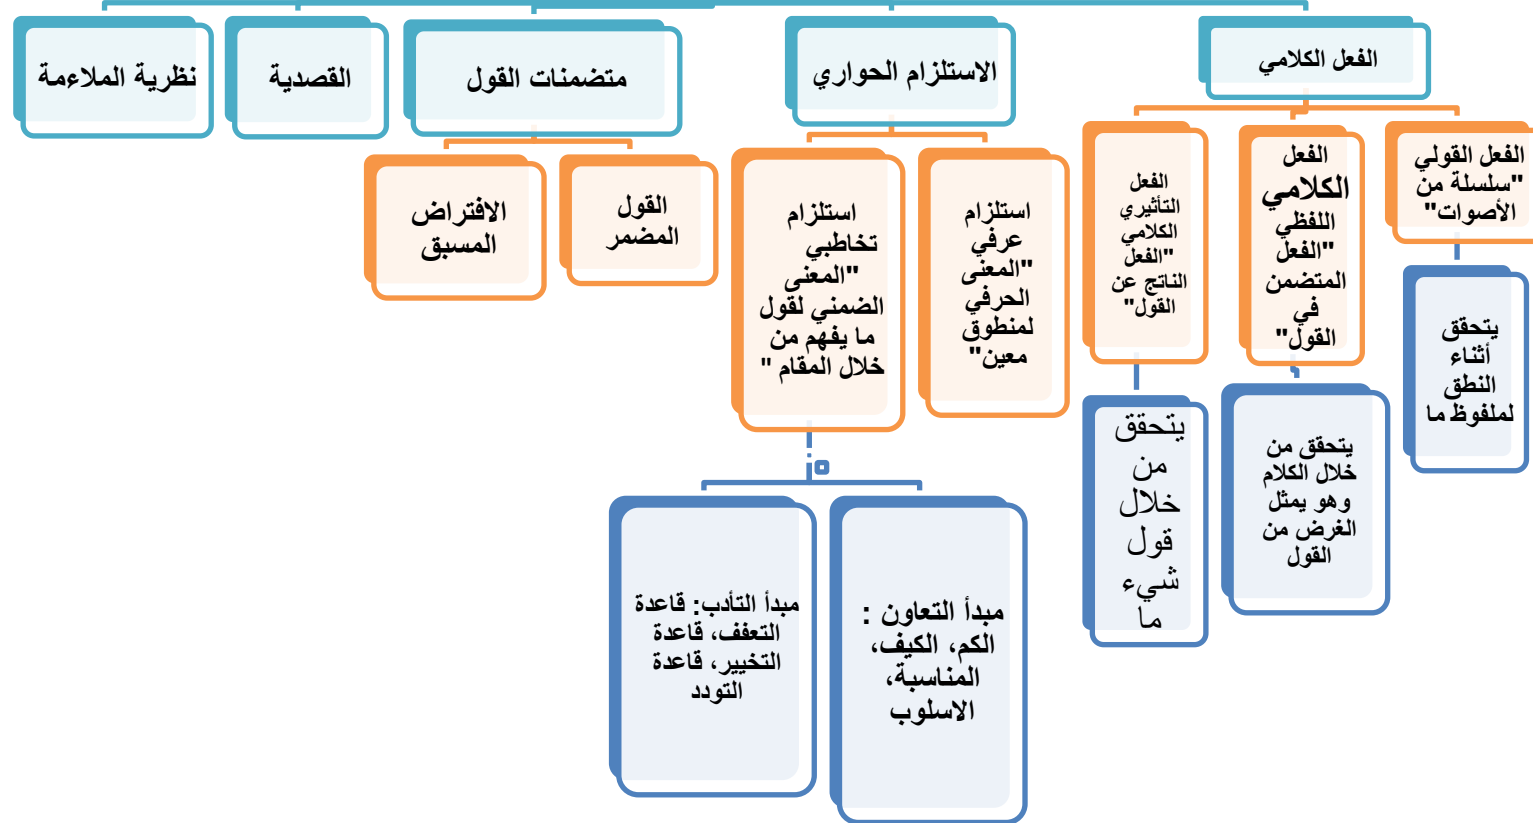 الفعل الكلامي
الاستلزام الحواري
متضمنات القول
القصدية
نظرية الملاءمة
الفعل القولي
"سلسلة من
الأصوات"
الفعل
الكلامي
اللفظي
"الفعل
المتضمن
في
القول"
الفعل
التأثيري
الكلامي
"الفعل
الناتج عن
القول"
استلزام
عرفي
"المعنى
الحرفي
لمنطوق
معين"
استلزام
تخاطبي
"المعنى
الضمني لقول
ما يفهم من
خلال المقام "
القول
المضمر
الافتراض
المسبق
يتحقق
أثناء
النطق
لملفوظ ما
يتحقق من
خلال الكلام
وهو يمثل
الغرض من
القول
يتحقق
من
خلال
قول
شيء
ما
مبدأ التعاون :
الكم، الكيف،
المناسبة،
الاسلوب
مبدأ التأدب: قاعدة
التعفف، قاعدة
التخيير، قاعدة
التودد